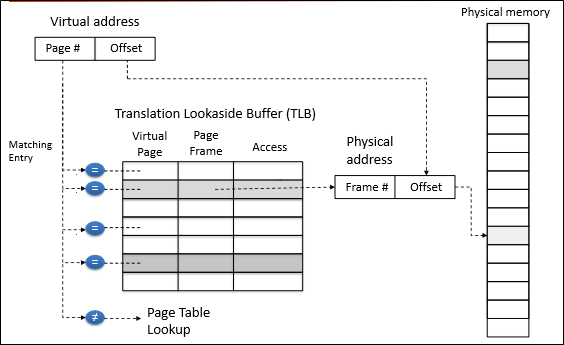 Virtual address
Physical memory
Page #
Offset
Translation Lookaside Buffer (TLB)
Matching
Entry
Virtual
Page
Page
Frame
Access
Physical
address
=
=
Frame #
Offset
=
=
≠
Page Table
Lookup